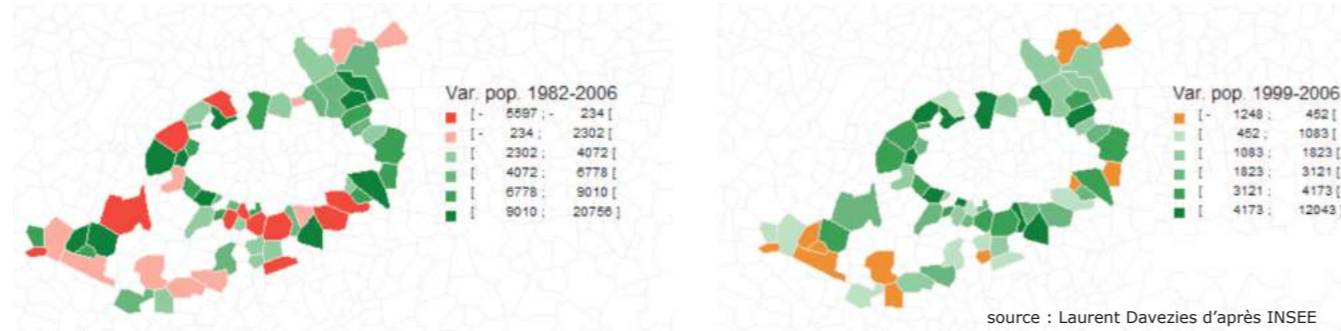 Var. pop. 1982-2006
[ - 6597 ; - 234 [
[ - 234 ; 2302 [
[ 2302 ; 4072 [
[ 4072 ; 6778 [
[ 6778 ; 9010 [
[ 9010 ; 20756 ]
Var. pop. 1999-2006
[ - 1248 ; 452 [
[ 452 ; 1083 [
[ 1083 ; 1823 [
[ 1823 ; 3121 [
[ 3121 ; 4173 [
[ 4173 ; 12043 ]
source : Laurent Davezies d’après INSEE